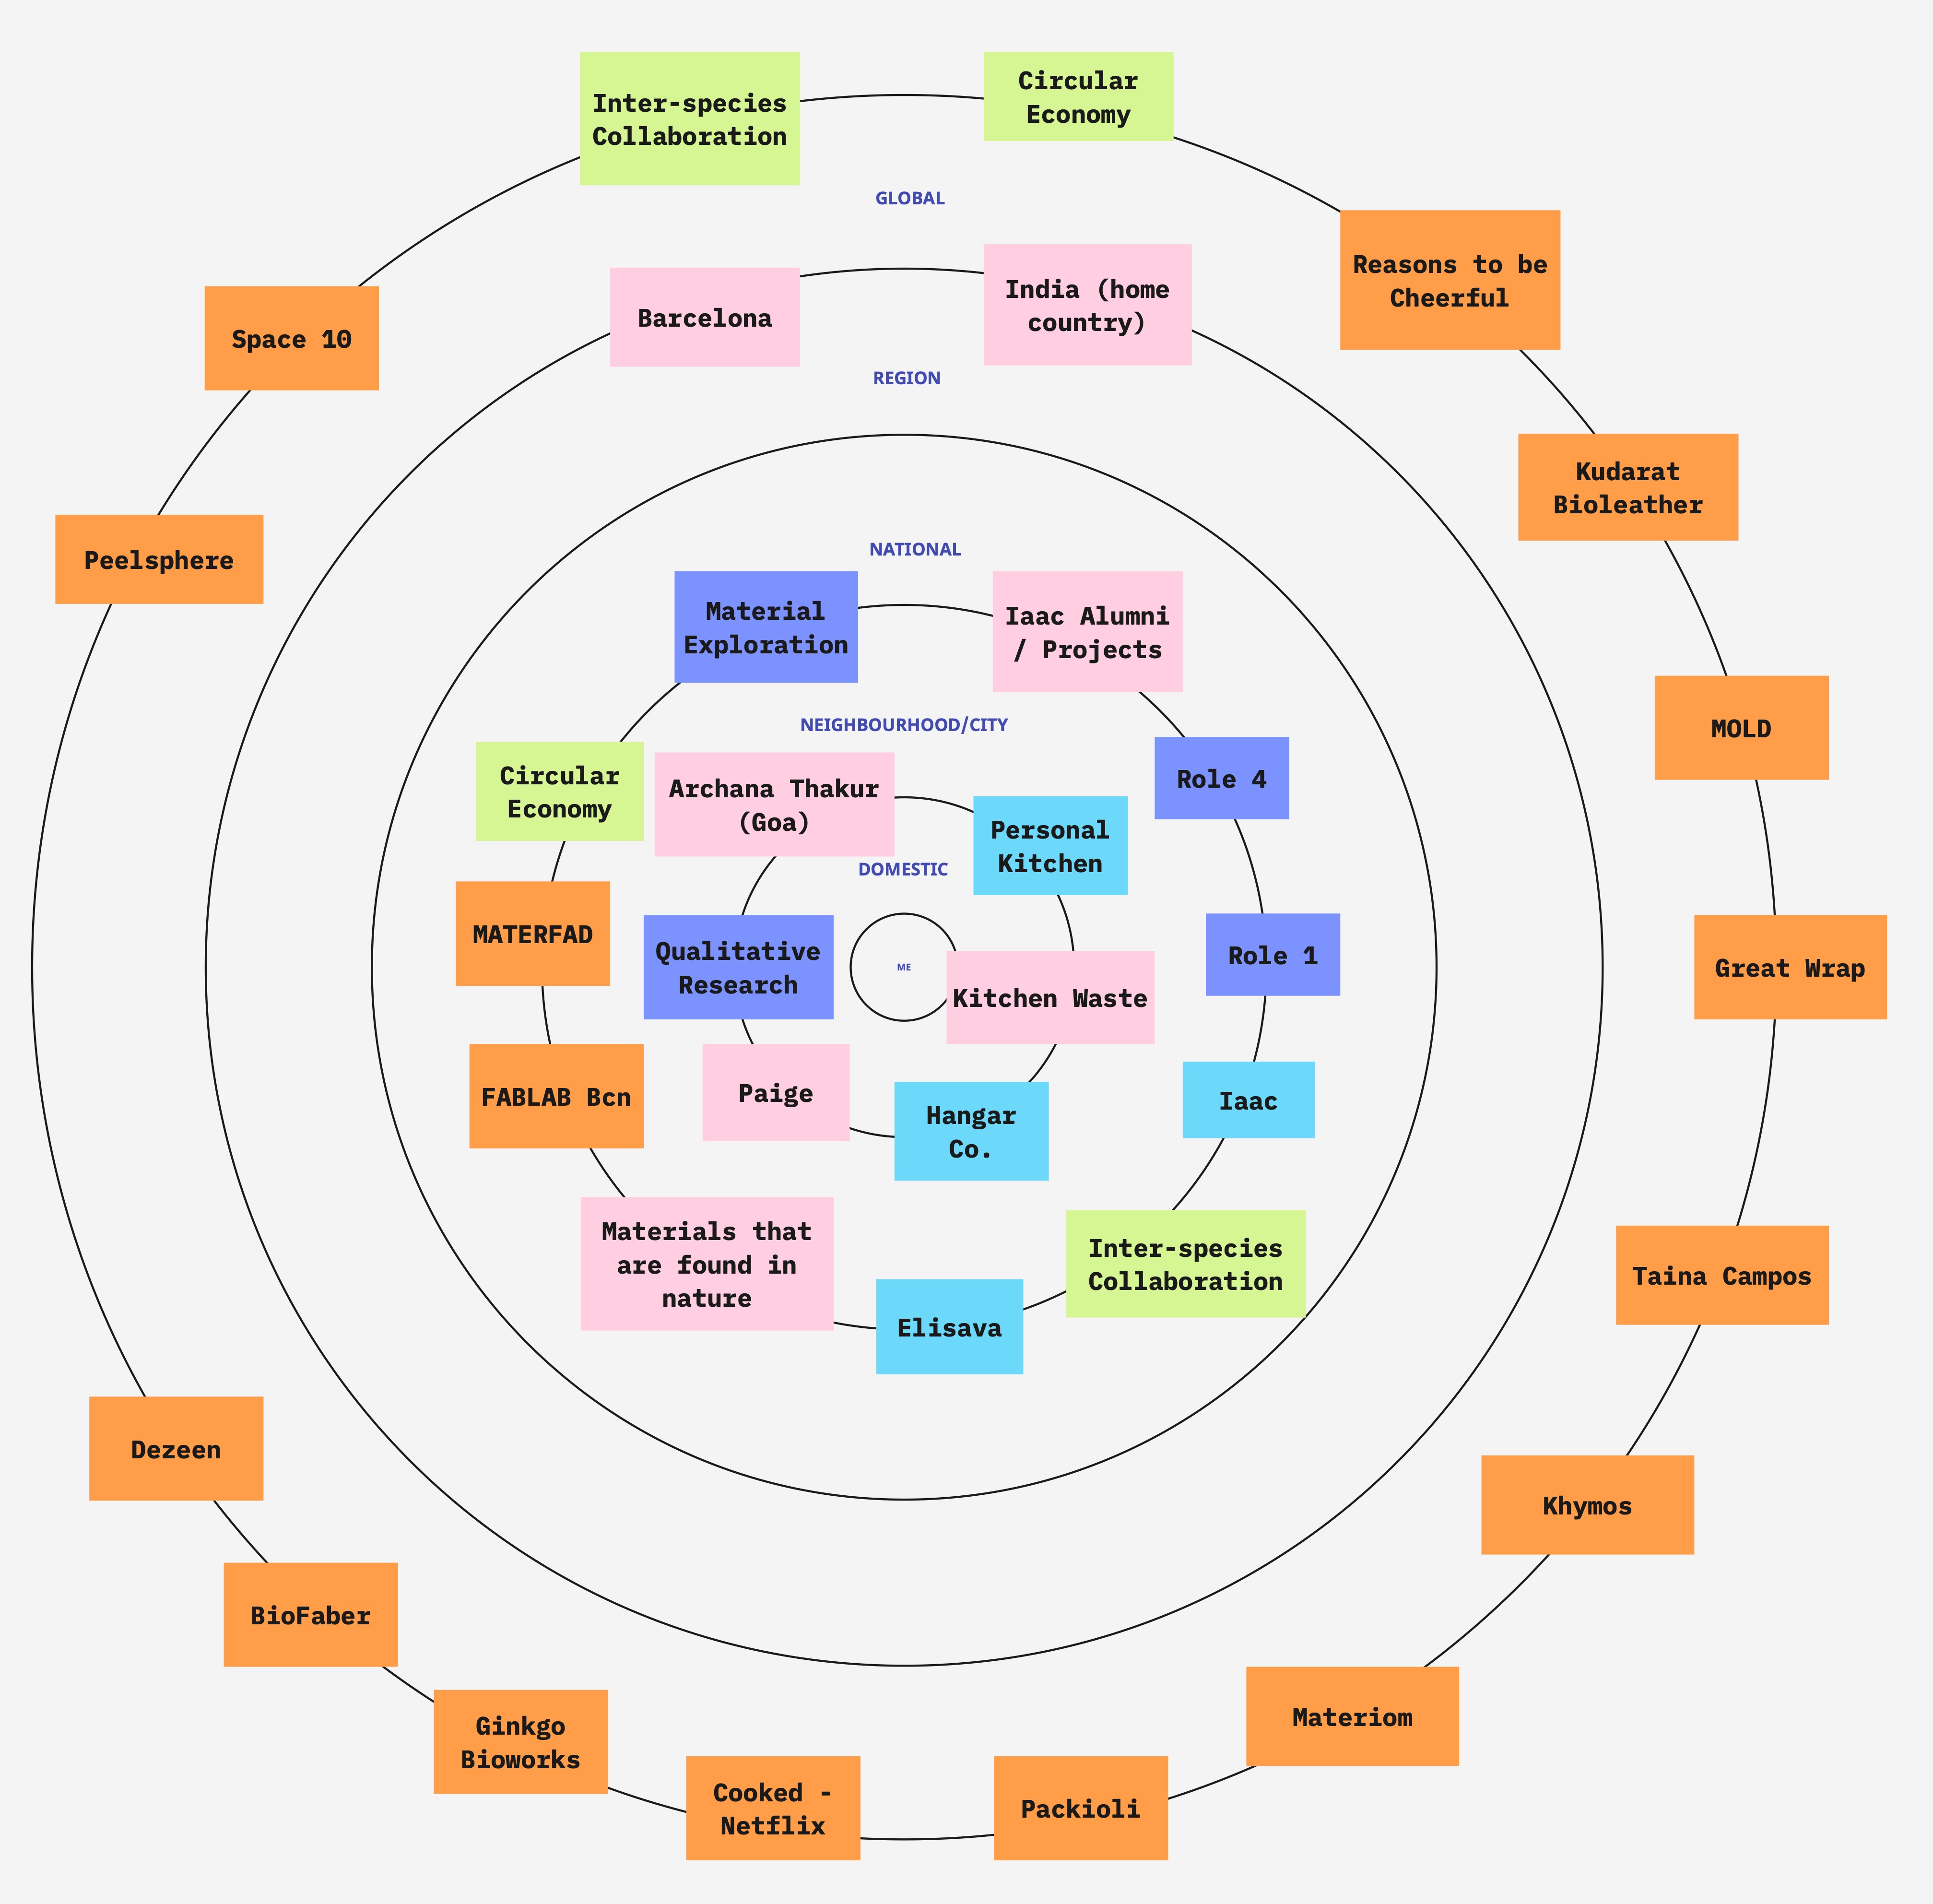 Inter-species
Collaboration
Circular
Economy
GLOBAL
Reasons to be
Cheerful
Barcelona
India (home
country)
Space 10
REGION
Kudarat
Bioleather
Peelsphere
NATIONAL
Material
Exploration
Iaac Alumni
/ Projects
MOLD
NEIGHBOURHOOD/CITY
Role 4
Circular
Economy
Archana Thakur
(Goa)
Personal
Kitchen
DOMESTIC
MATERFAD
Qualitative
Research
ME
Kitchen Waste
Role 1
Great Wrap
FABLAB Bcn
Paige
Hangar
Co.
Iaac
Materials that
are found in
nature
Elisava
Inter-species
Collaboration
Taina Campos
Dezeen
Khymos
BioFaber
Ginkgo
Bioworks
Materiom
Cooked -
Netflix
Packioli